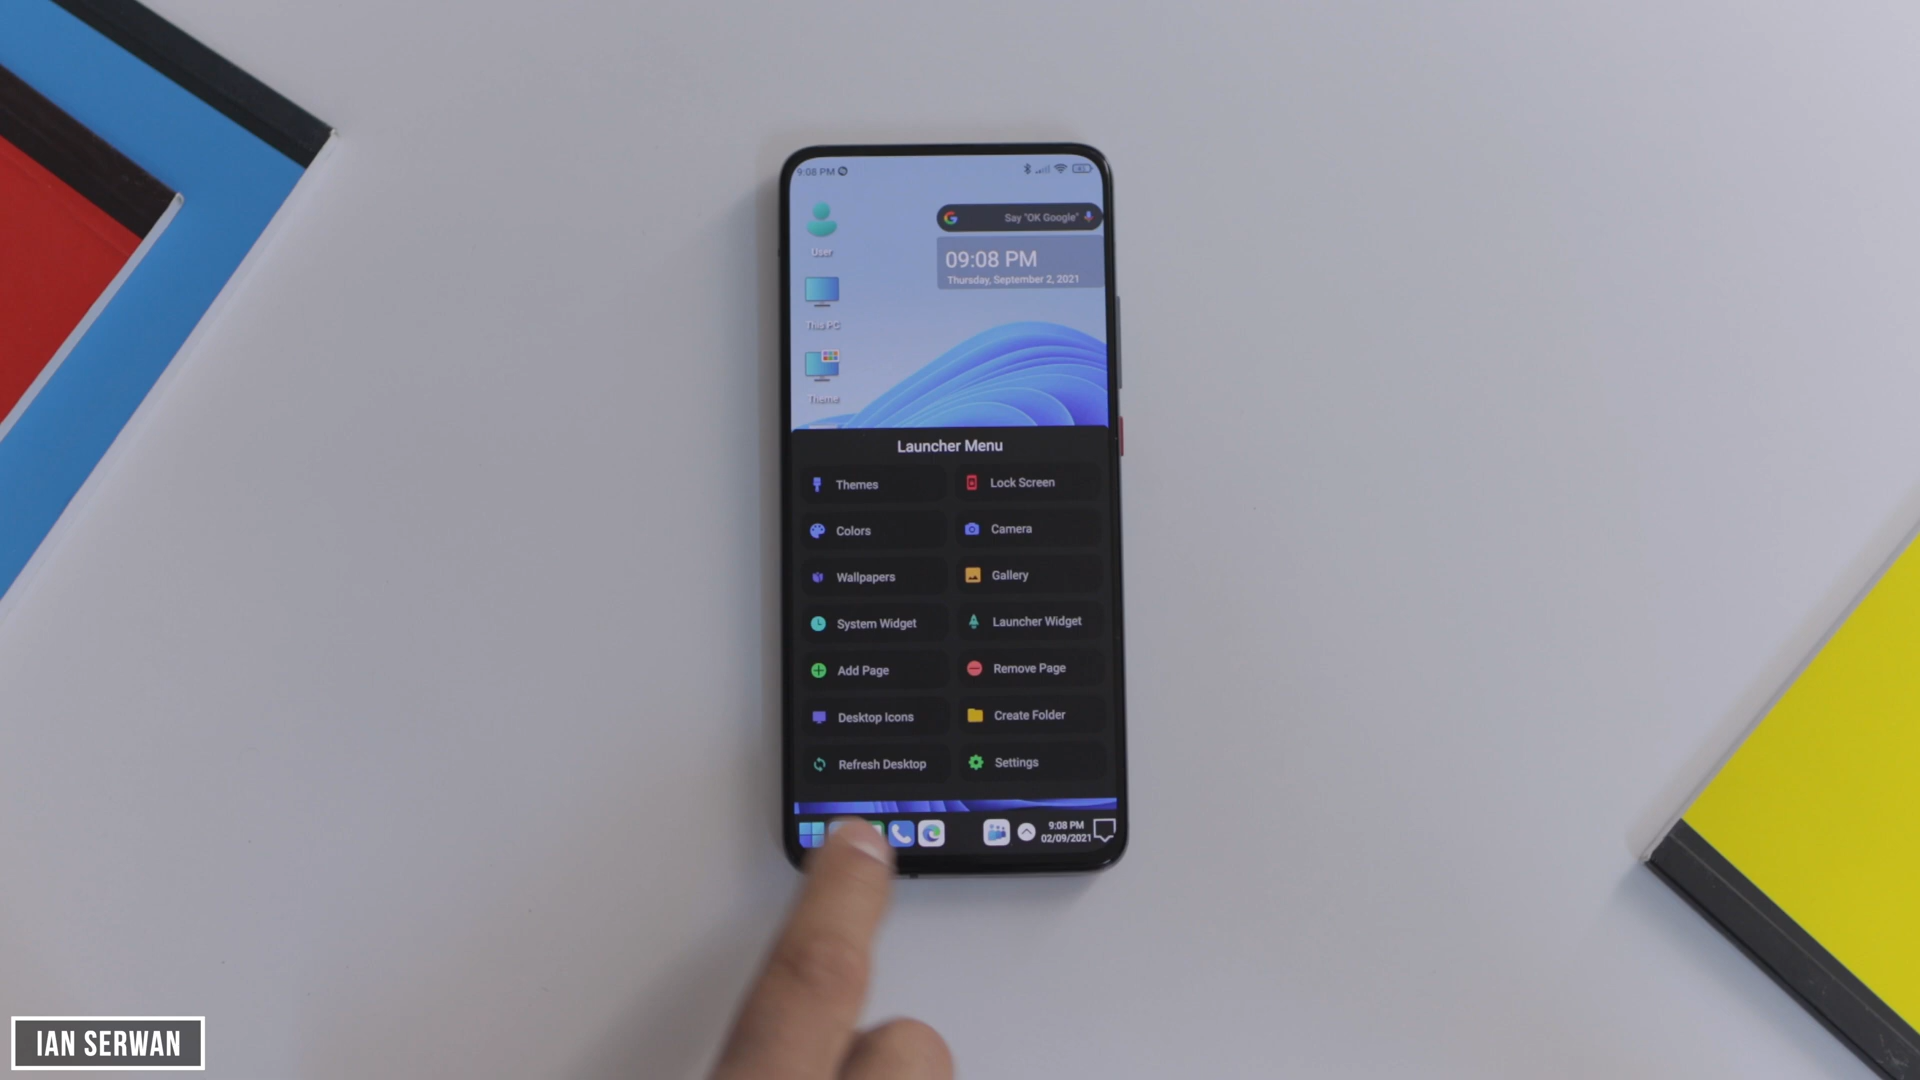 9:08 PM
Say "OK Google"
User
09:08 PM
Thursday, September 2, 2021
This PC
Theme
Launcher Menu
Themes
Lock Screen
Colors
Camera
Wallpapers
Gallery
System Widget
Launcher Widget
Add Page
Remove Page
Desktop Icons
Create Folder
Refresh Desktop
Settings
9:08 PM
02/09/2021
IAN SERWAN